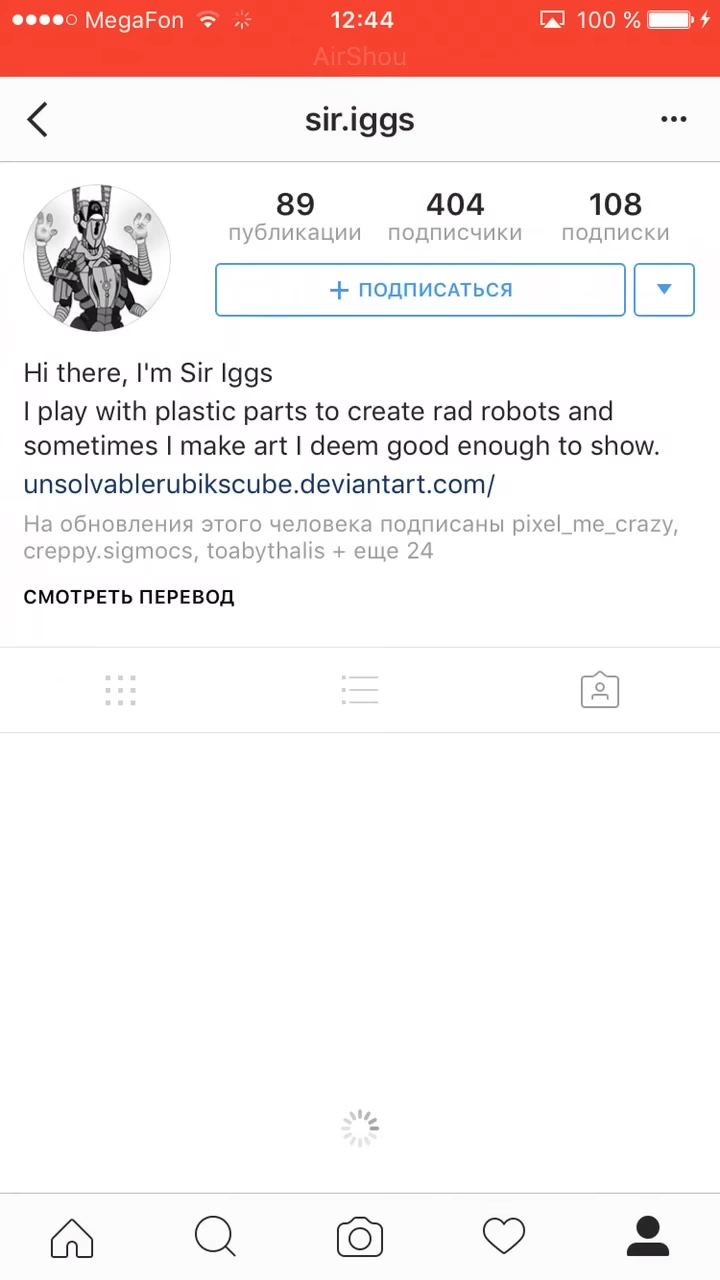 MegaFon 12:44 100 %
AirShou
sir.iggs
89 404 108
публикации подписчики подписки
+ ПОДПИСАТЬСЯ
Hi there, I'm Sir Iggs
I play with plastic parts to create rad robots and
sometimes I make art I deem good enough to show.
unsolvablerubikscube.deviantart.com/
На обновления этого человека подписаны pixel_me_crazy,
creppy.sigmocs, toabythalis + еще 24
СМОТРЕТЬ ПЕРЕВОД